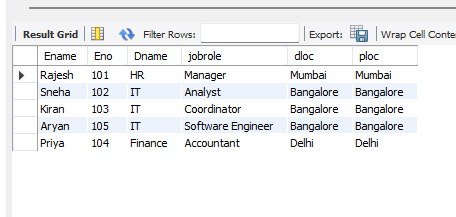 Result Grid Filter Rows: Export: Wrap Cell Conte
Ename Eno Dname jobrole dloc ploc
Rajesh 101 HR Manager Mumbai Mumbai
Sneha 102 IT Analyst Bangalore Bangalore
Kiran 103 IT Coordinator Bangalore Bangalore
Aryan 105 IT Software Engineer Bangalore Bangalore
Priya 104 Finance Accountant Delhi Delhi